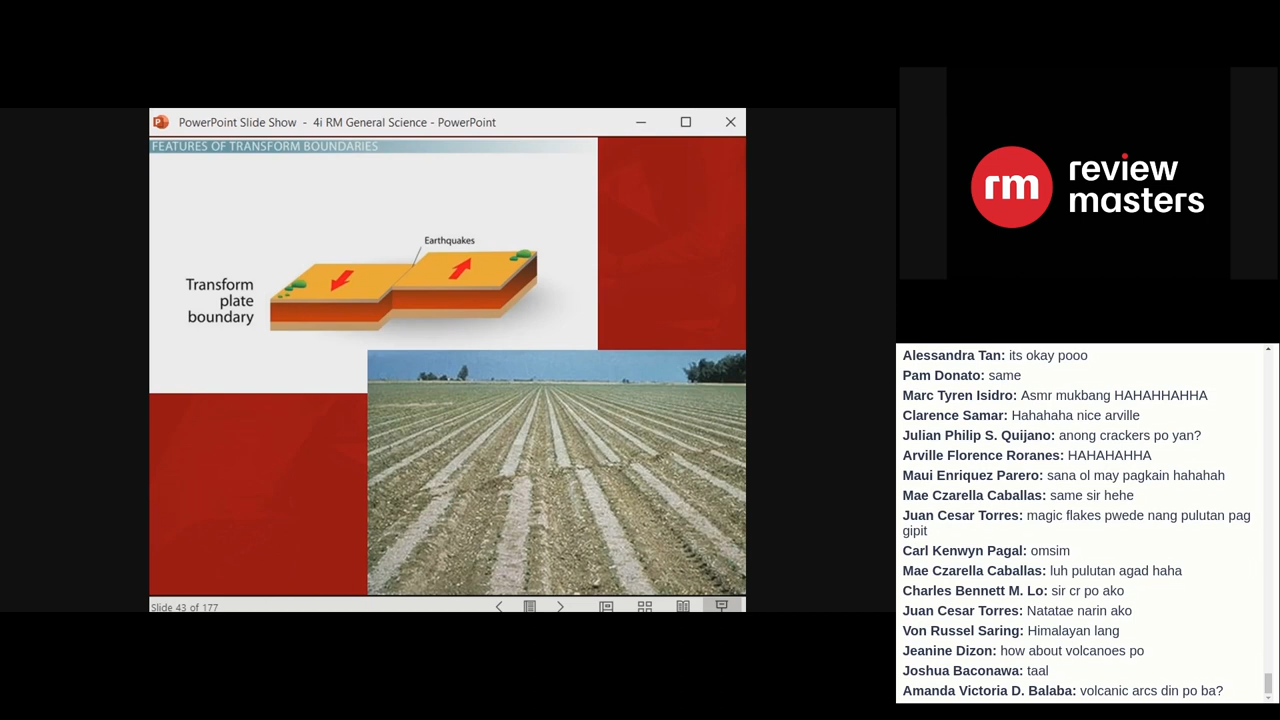 PowerPoint Slide Show - 4i RM General Science - PowerPoint
FEATURES OF TRANSFORM BOUNDARIES
Earthquakes
Transform
plate
boundary
Slide 43 of 177
rm
review
masters
Alessandra Tan: its okay pooo
Pam Donato: same
Marc Tyren Isidro: Asmr mukbang HAHAHHAHHA
Clarence Samar: Hahahaha nice arville
Julian Philip S. Quijano: anong crackers po yan?
Arville Florence Roranes: HAHAHAHHA
Maui Enriquez Parero: sana ol may pagkain hahahah
Mae Czarella Caballas: same sir hehe
Juan Cesar Torres: magic flakes pwede nang pulutan pag
gipit
Carl Kenwyn Pagal: omsim
Mae Czarella Caballas: luh pulutan agad haha
Charles Bennett M. Lo: sir cr po ako
Juan Cesar Torres: Natatae narin ako
Von Russel Saring: Himalayan lang
Jeanine Dizon: how about volcanoes po
Joshua Baconawa: taal
Amanda Victoria D. Balaba: volcanic arcs din po ba?